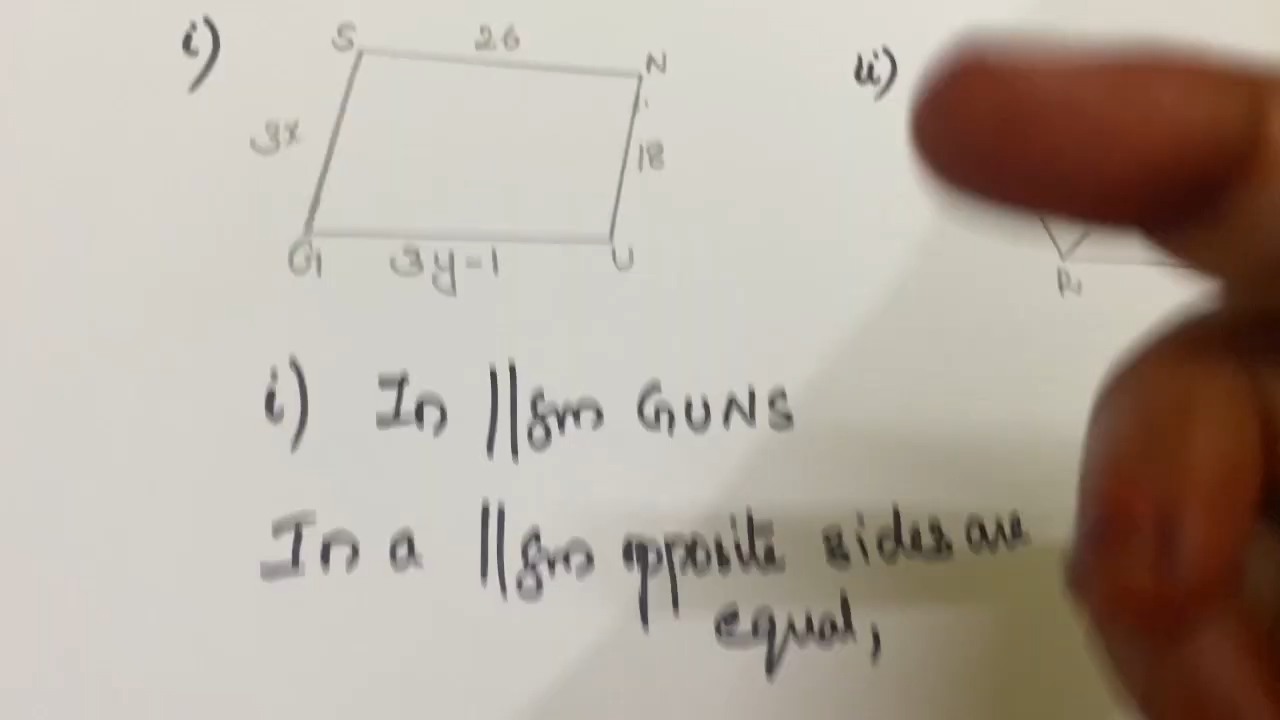 i)
S 26 N
3x 18
G 3y-1 U
ii)
R
i) In ||gm GUNS
In a ||gm opposite sides are
equal,